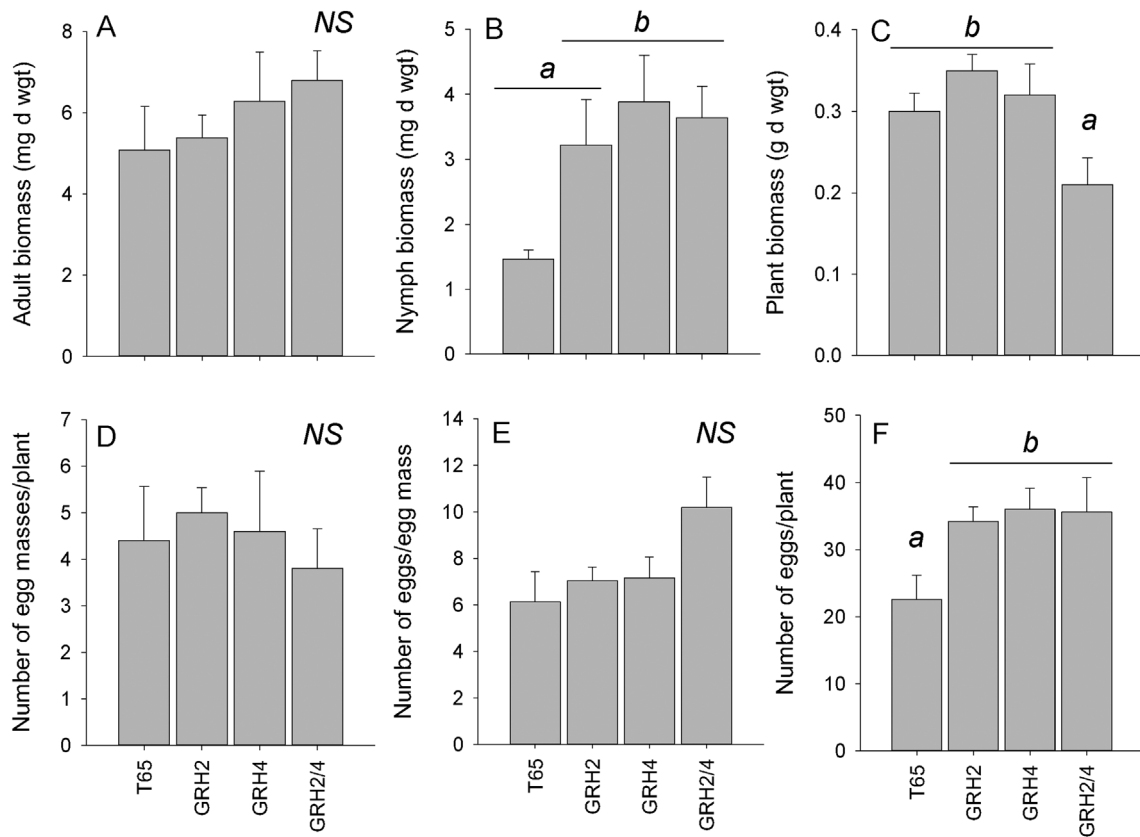 A
NS
Adult biomass (mg d wgt)
8
6
4
2
0
B
b
a
Nymph biomass (mg d wgt)
5
4
3
2
1
0
C
b
a
Plant biomass (g d wgt)
0.4
0.3
0.2
0.1
0.0
D
NS
Number of egg masses/plant
7
6
5
4
3
2
1
0
T65
GRH2
GRH4
GRH2/4
E
NS
Number of eggs/egg mass
14
12
10
8
6
4
2
0
T65
GRH2
GRH4
GRH2/4
F
b
a
Number of eggs/plant
50
40
30
20
10
0
T65
GRH2
GRH4
GRH2/4